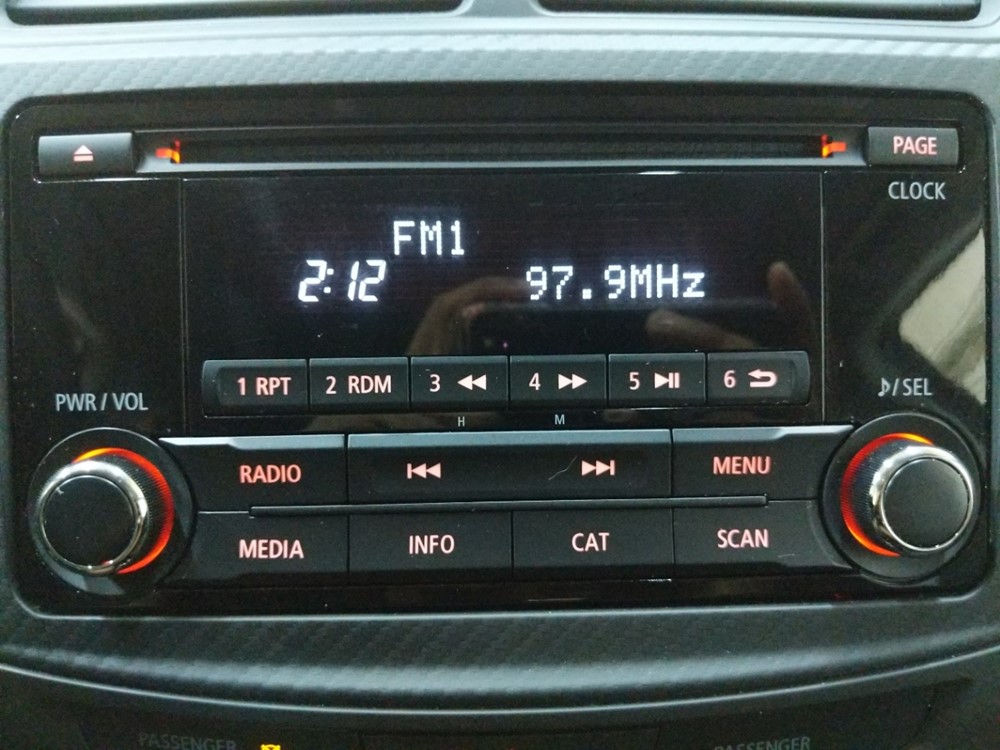 PAGE
CLOCK
FM1
2:12 97.9MHz
1 RPT 2 RDM 3 4 5 6
H M
PWR / VOL
/ SEL
RADIO MENU
MEDIA INFO CAT SCAN
PASSENGER PASSENGER